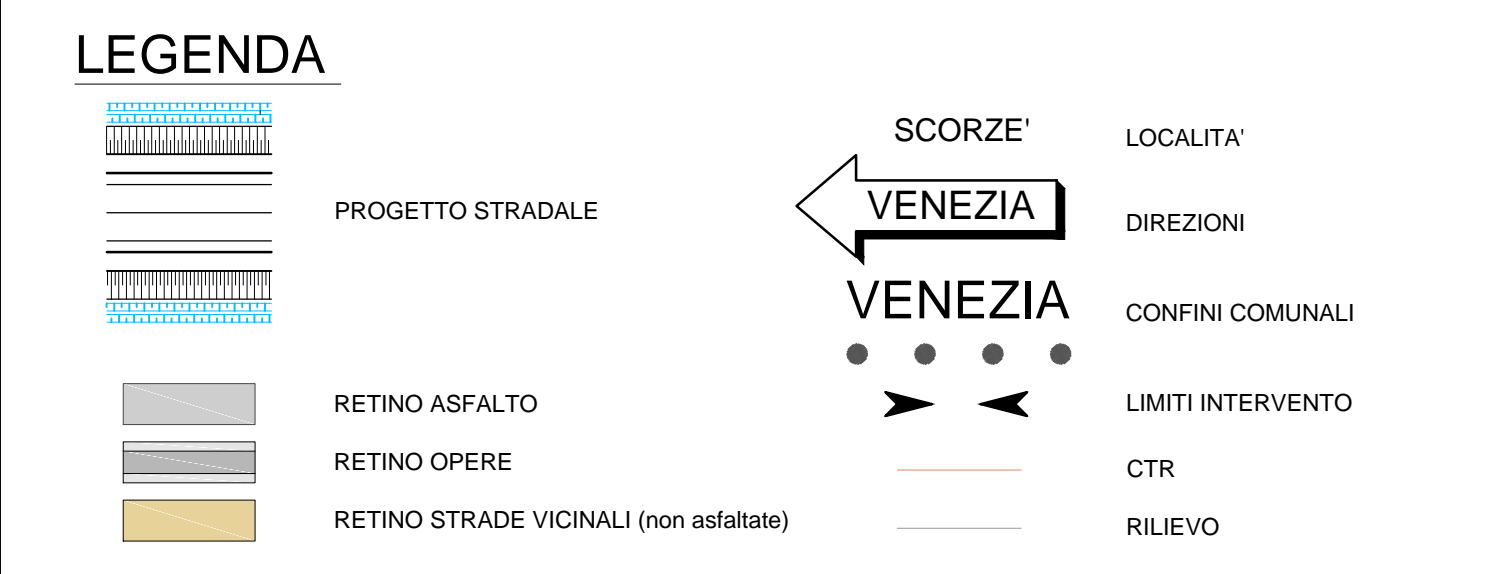 LEGENDA
PROGETTO STRADALE
RETINO ASFALTO
RETINO OPERE
RETINO STRADE VICINALI (non asfaltate)
SCORZE' LOCALITA'
VENEZIA DIREZIONI
VENEZIA CONFINI COMUNALI
LIMITI INTERVENTO
CTR
RILIEVO